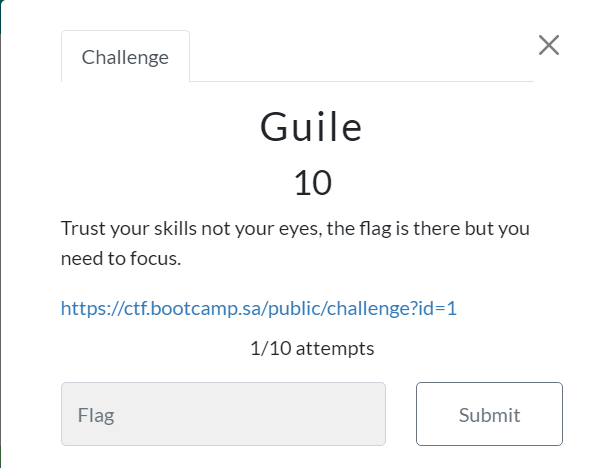 Challenge
Guile
10
Trust your skills not your eyes, the flag is there but you
need to focus.
https://ctf.bootcamp.sa/public/challenge?id=1
1/10 attempts
Flag
Submit